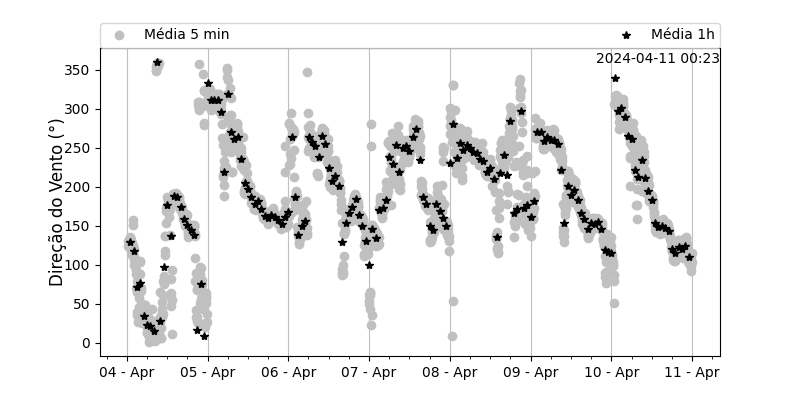 Média 5 min
Média 1h
2024-04-11 00:23
Direção do Vento (°)
350
300
250
200
150
100
50
0
04 - Apr
05 - Apr
06 - Apr
07 - Apr
08 - Apr
09 - Apr
10 - Apr
11 - Apr